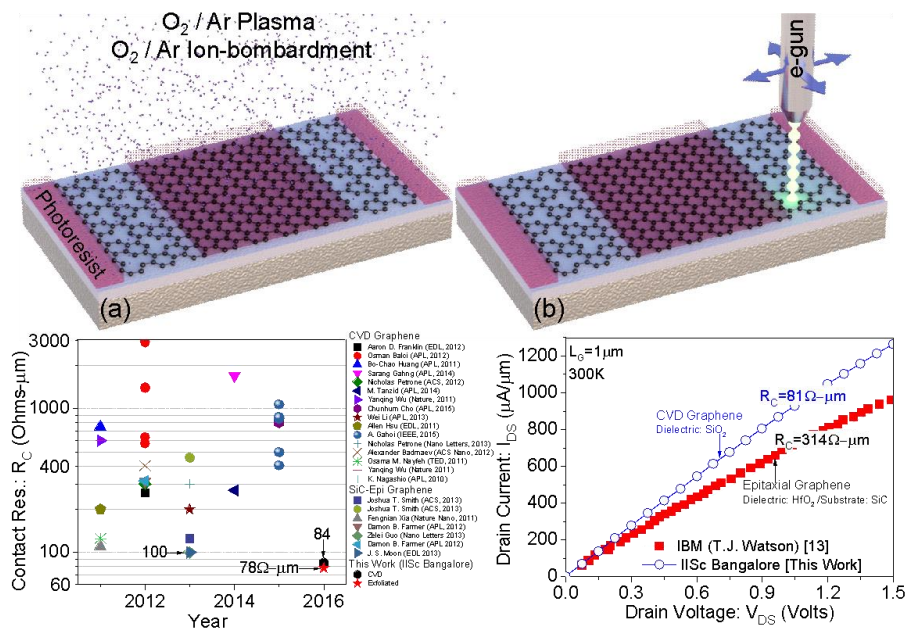 O2 / Ar Plasma
O2 / Ar Ion-bombardment
Photoresist
(a)
e-gun
(b)
Contact Res.: RC (Ohms-μm)
3000
1000
400
100
60
100
78Ω-μm
84
2012
2014
2016
Year
CVD Graphene
Aaron D. Franklin (EDL, 2012)
Osman Baloi (APL, 2012)
Bo-Chao Huang (APL, 2011)
Sarang Gahng (APL, 2014)
Nicholas Petrone (ACS, 2012)
M. Tanzid (APL, 2014)
Yanqing Wu (Nature, 2011)
Chunhum Cho (APL, 2015)
Wei Li (APL, 2013)
Allen Hsu (EDL, 2011)
A. Gahoi (IEEE, 2015)
Nicholas Petrone (Nano Letters, 2013)
Alexander Badmaev (ACS Nano, 2012)
Osama M. Nayfeh (TED, 2011)
Yanqing Wu (Nature 2011)
K. Nagashio (APL, 2010)
SiC-Epi Graphene
Joshua T. Smith (ACS, 2013)
Joshua T. Smith (ACS, 2013)
Fengnian Xia (Nature Nano, 2011)
Damon B. Farmer (APL, 2012)
Guo (Nano Letters 2013)
Damon B. Farmer (APL 2012)
J. S. Moon (EDL 2013)
This Work (IISc Bangalore)
CVD
Exfoliated
Drain Current: IDS (μA/μm)
1200
1000
800
600
400
200
0
LG=1μm
300K
RC=81Ω-μm
CVD Graphene
Dielectric: SiO2
RC=314Ω-μm
Epitaxial Graphene
Dielectric: HfO2/Substrate: SiC
IBM (T.J. Watson) [13]
IISc Bangalore [This Work]
0.0
0.3
0.6
0.9
1.2
1.5
Drain Voltage: VDS (Volts)